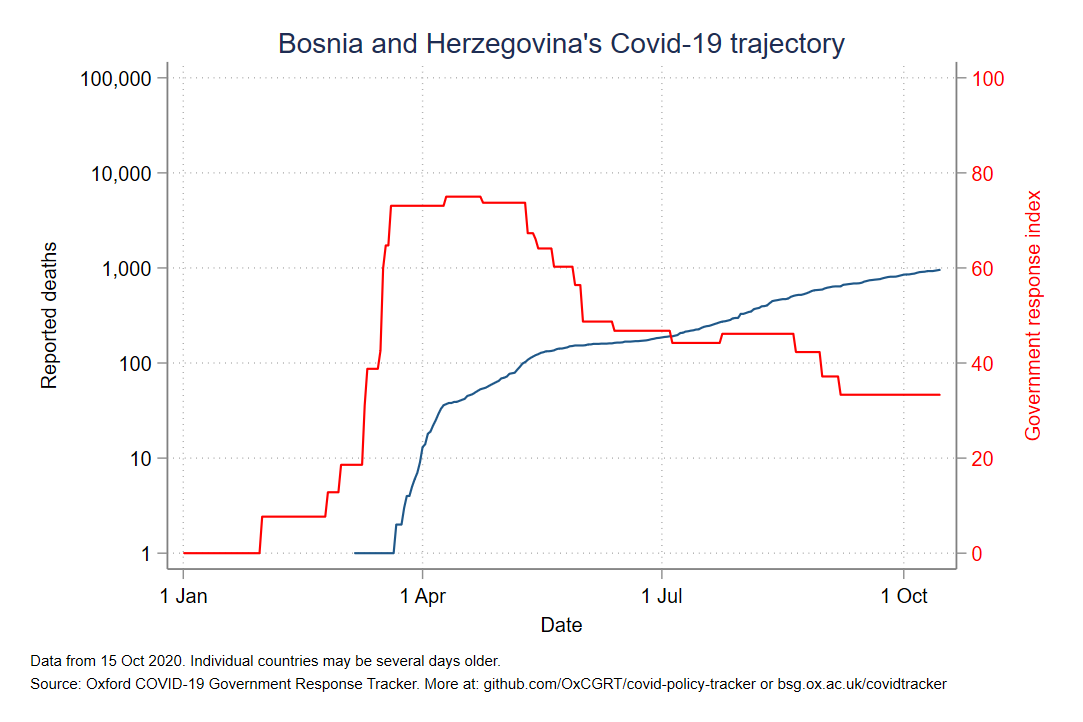 Bosnia and Herzegovina's Covid-19 trajectory
100,000
10,000
1,000
100
10
1
Reported deaths
100
80
60
40
20
0
Government response index
1 Jan
1 Apr
1 Jul
1 Oct
Date
Data from 15 Oct 2020. Individual countries may be several days older.
Source: Oxford COVID-19 Government Response Tracker. More at: github.com/OxCGRT/covid-policy-tracker or bsg.ox.ac.uk/covidtracker